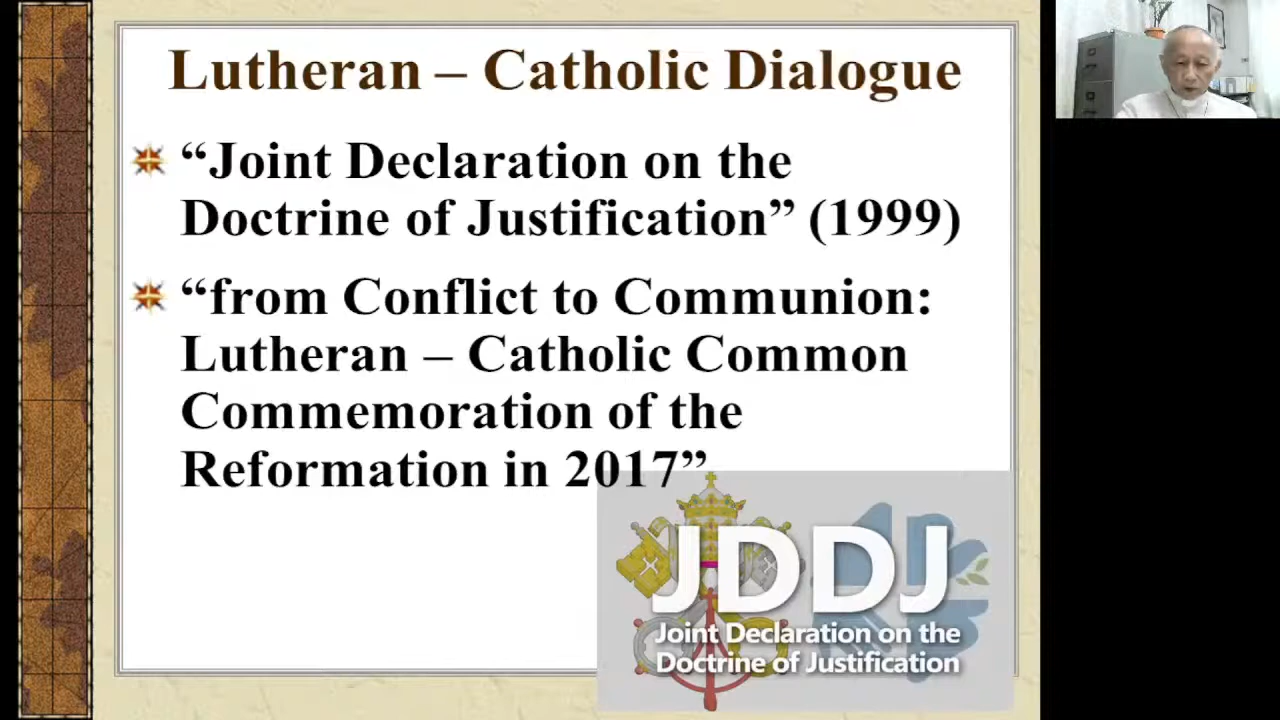 Lutheran – Catholic Dialogue
“Joint Declaration on the
Doctrine of Justification” (1999)
“from Conflict to Communion:
Lutheran – Catholic Common
Commemoration of the
Reformation in 2017”
JDDJ
Joint Declaration on the
Doctrine of Justification